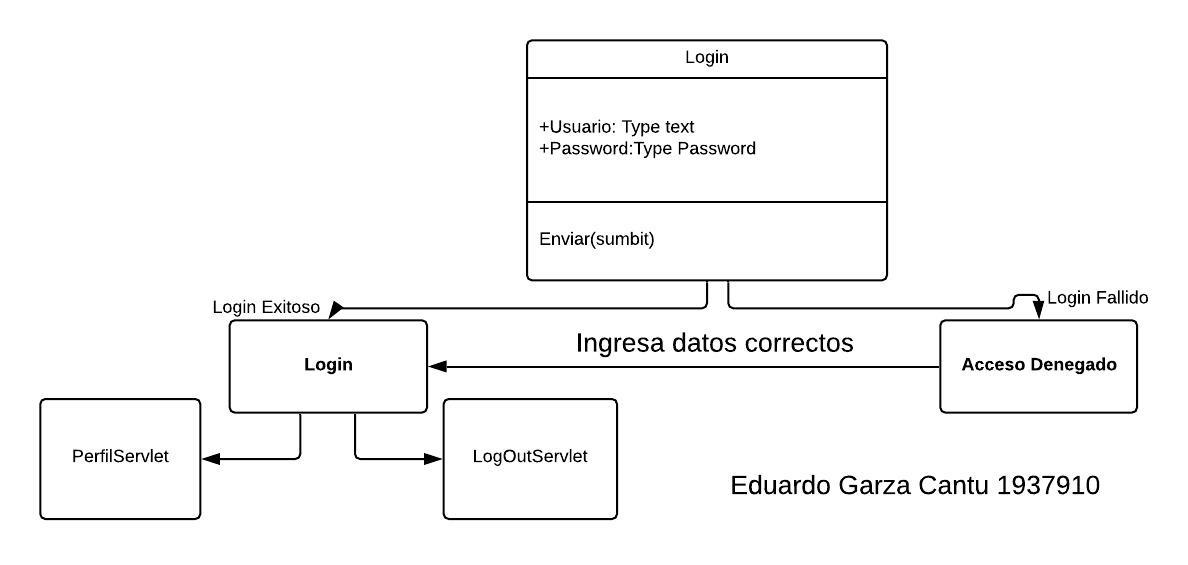 Login
+Usuario: Type text
+Password:Type Password
Enviar(sumbit)
Login Exitoso
Login Fallido
Ingresa datos correctos
Login
Acceso Denegado
PerfilServlet
LogOutServlet
Eduardo Garza Cantu 1937910